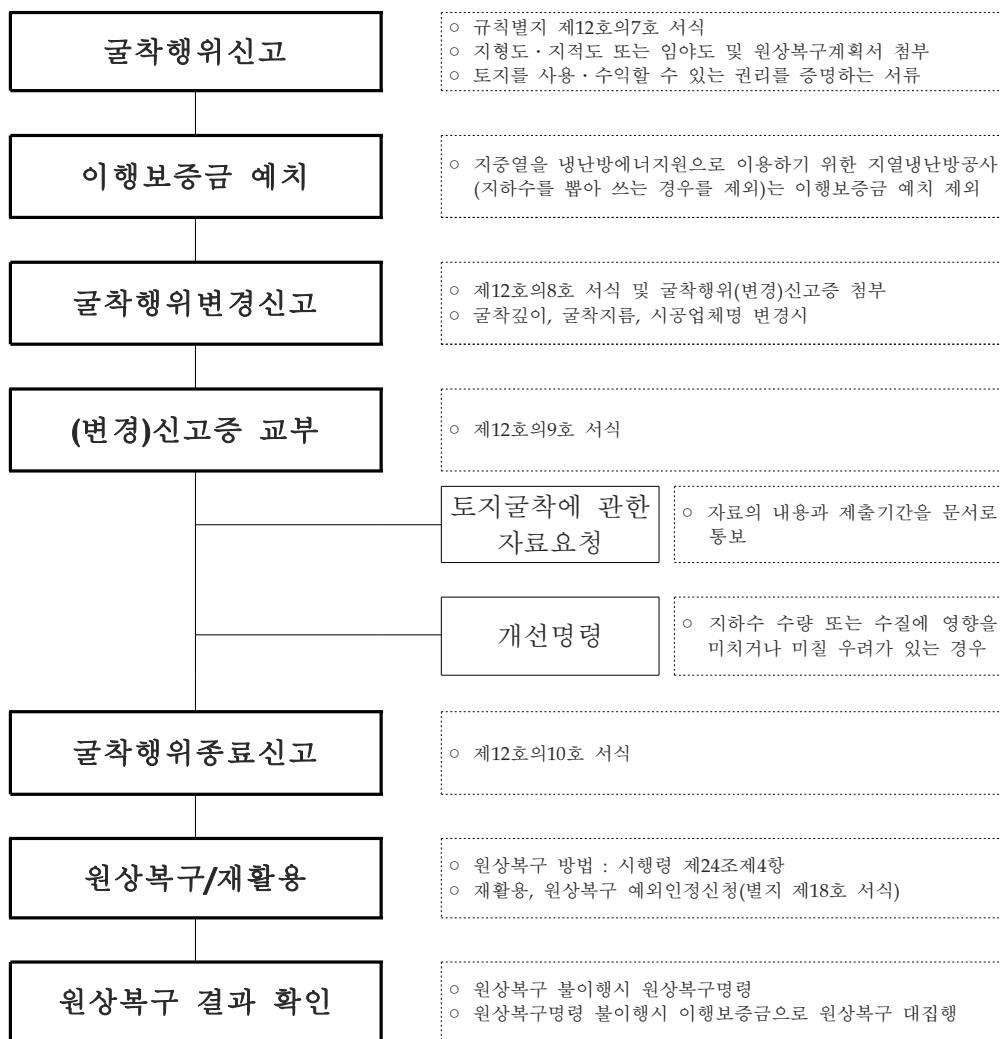 굴착행위신고
○ 규칙별지 제12호의7호 서식
○ 지형도·지적도 또는 임야도 및 원상복구계획서 첨부
○ 토지를 사용·수익할 수 있는 권리를 증명하는 서류
이행보증금 예치
○ 지중열을 냉난방에너지원으로 이용하기 위한 지열냉난방공사
(지하수를 뽑아 쓰는 경우를 제외)는 이행보증금 예치 제외
굴착행위변경신고
○ 제12호의8호 서식 및 굴착행위(변경)신고증 첨부
○ 굴착깊이, 굴착지름, 시공업체명 변경시
(변경)신고증 교부
○ 제12호의9호 서식
토지굴착에 관한
자료요청
○ 자료의 내용과 제출기간을 문서로
통보
개선명령
○ 지하수 수량 또는 수질에 영향을
미치거나 미칠 우려가 있는 경우
굴착행위종료신고
○ 제12호의10호 서식
원상복구/재활용
○ 원상복구 방법 : 시행령 제24조제4항
○ 재활용, 원상복구 예외인정신청(별지 제18호 서식)
원상복구 결과 확인
○ 원상복구 불이행시 원상복구명령
○ 원상복구명령 불이행시 이행보증금으로 원상복구 대집행